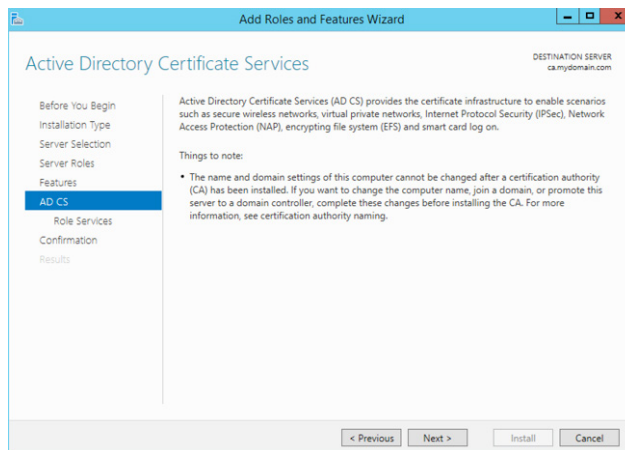 Add Roles and Features Wizard
Active Directory Certificate Services
DESTINATION SERVER
ca.mydomain.com
Before You Begin
Installation Type
Server Selection
Server Roles
Features
AD CS
Role Services
Confirmation
Results
Active Directory Certificate Services (AD CS) provides the certificate infrastructure to enable scenarios
such as secure wireless networks, virtual private networks, Internet Protocol Security (IPSec), Network
Access Protection (NAP), encrypting file system (EFS) and smart card log on.
Things to note:
• The name and domain settings of this computer cannot be changed after a certification authority
(CA) has been installed. If you want to change the computer name, join a domain, or promote this
server to a domain controller, complete these changes before installing the CA. For more
information, see certification authority naming.
< Previous
Next >
Install
Cancel